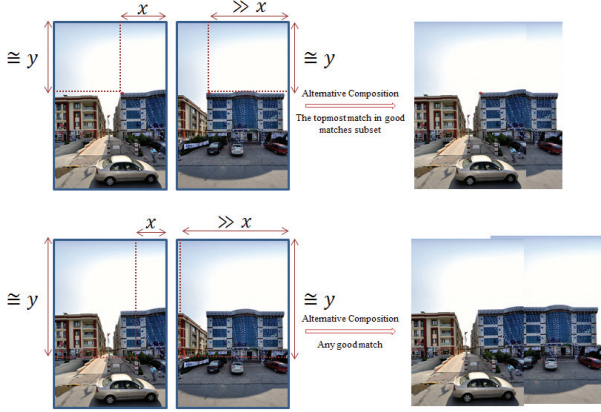 x
≫ x
≅ y
≅ y
Alternative Composition
The topmost match in good
matches subset
x
≫ x
≅ y
≅ y
Alternative Composition
Any good match